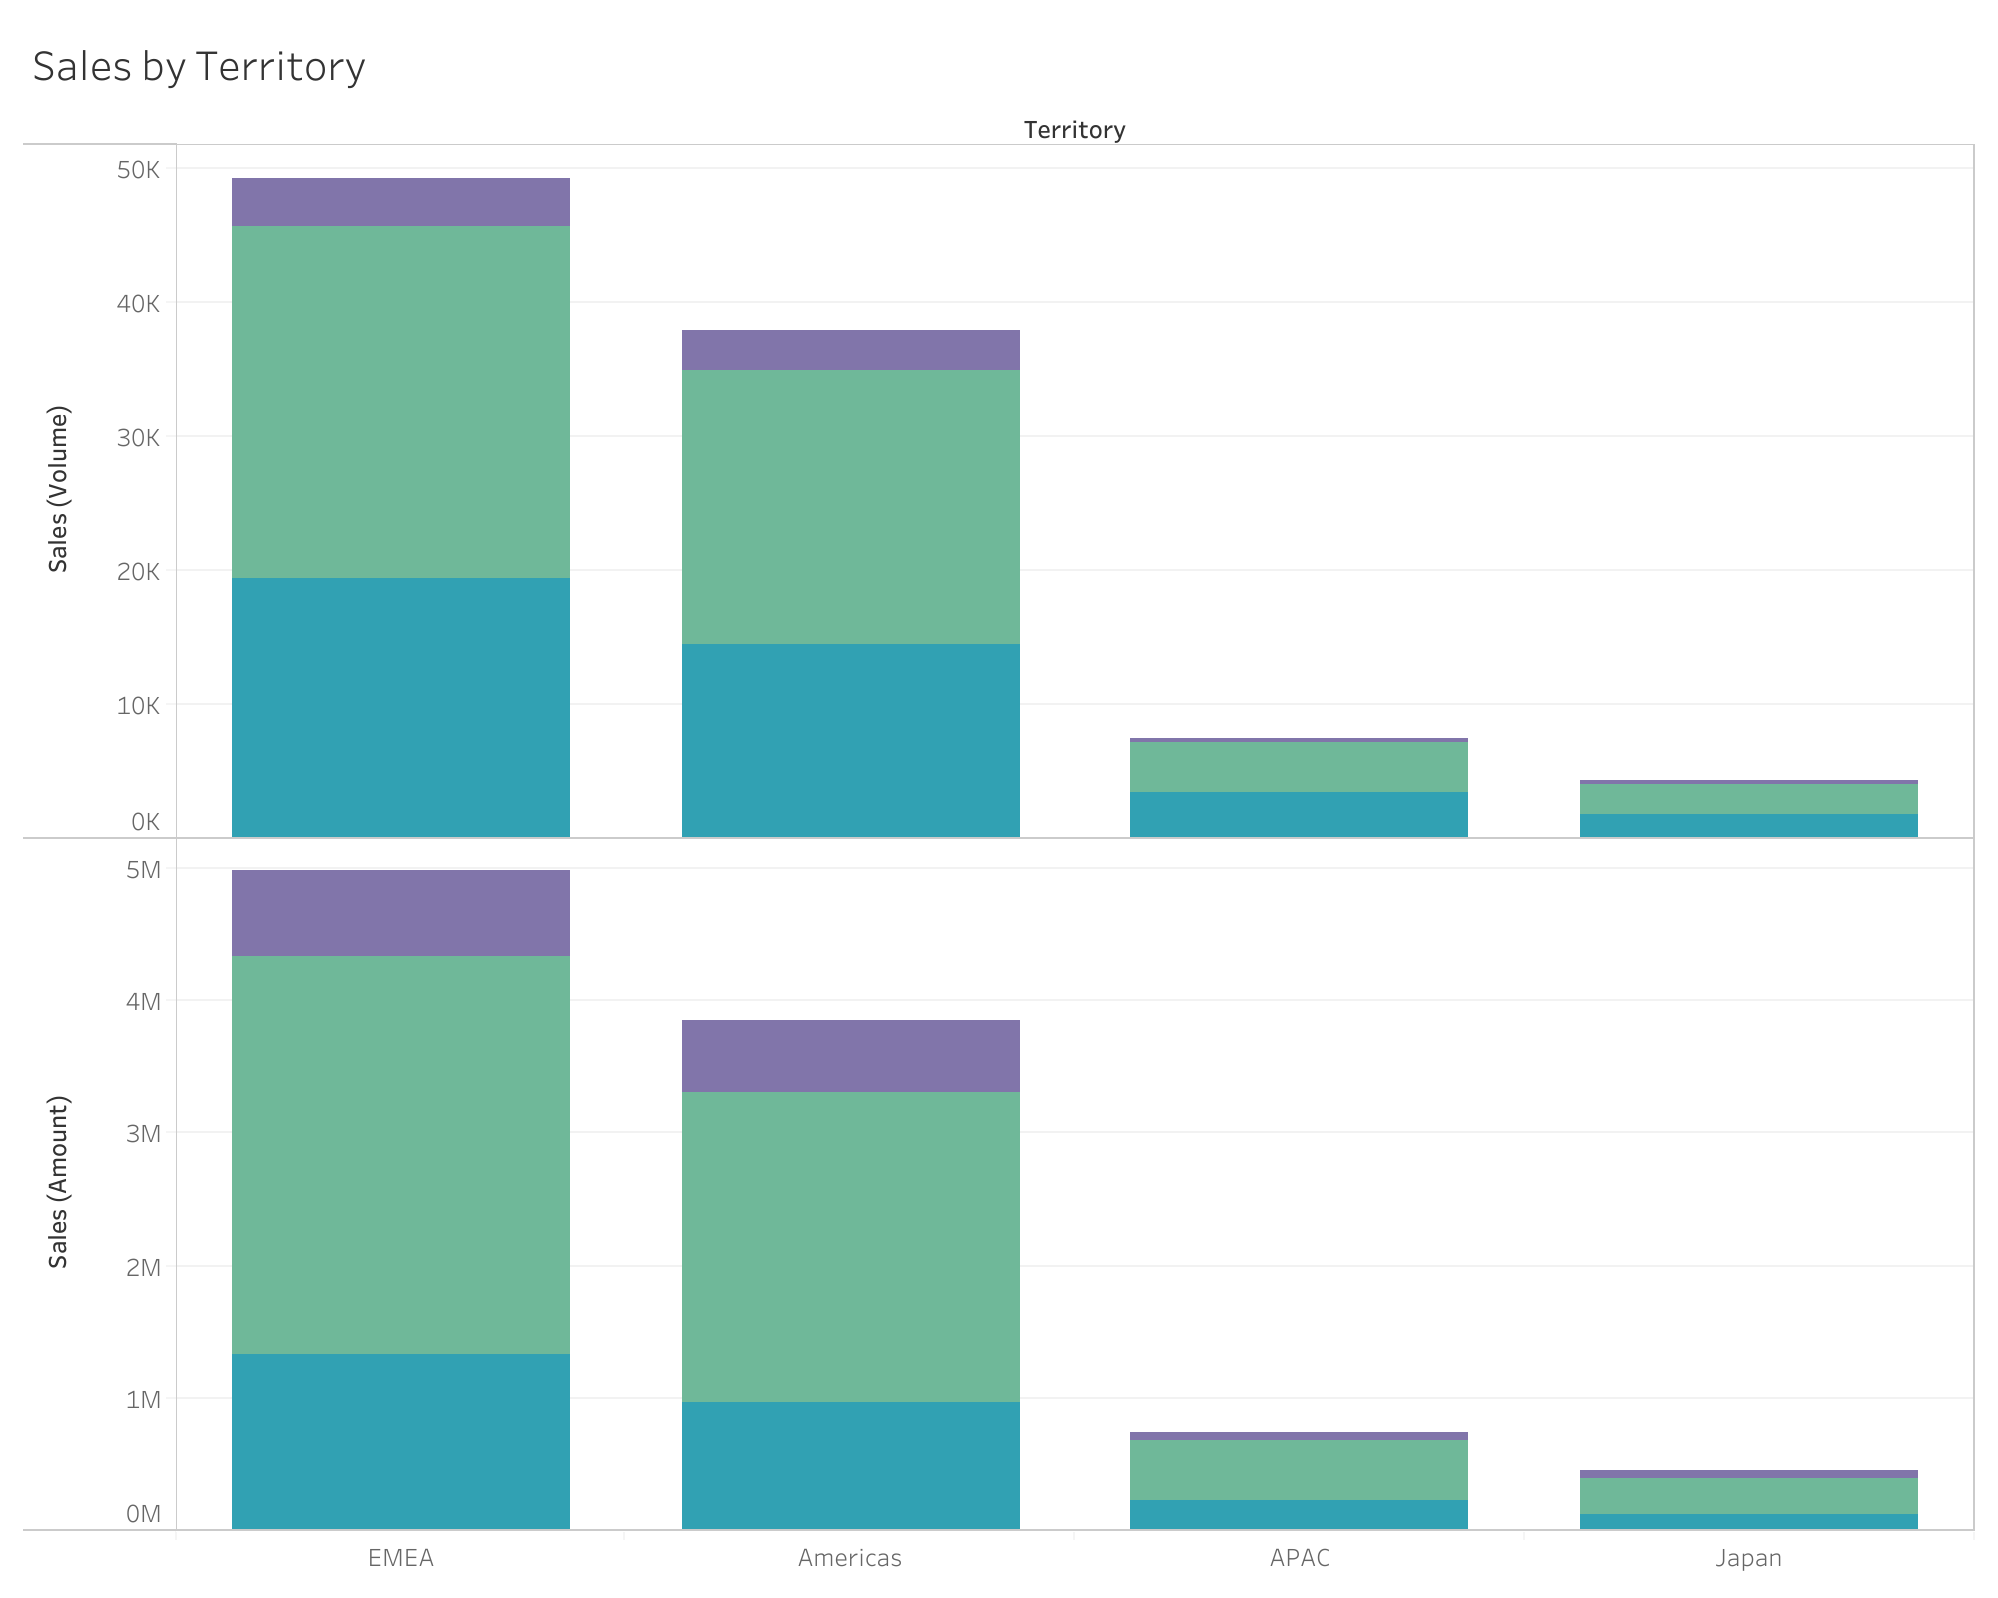 Sales by Territory
Territory
Sales (Volume)
50K
40K
30K
20K
10K
0K
Sales (Amount)
5M
4M
3M
2M
1M
0M
EMEA
Americas
APAC
Japan